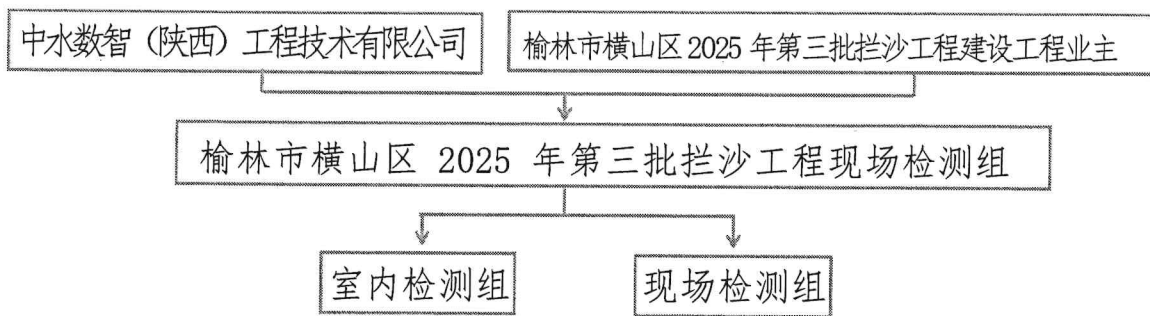 中水数智（陕西）工程技术有限公司
榆林市横山区2025年第三批拦沙工程建设工程业主
榆林市横山区 2025 年第三批拦沙工程现场检测组
室内检测组
现场检测组